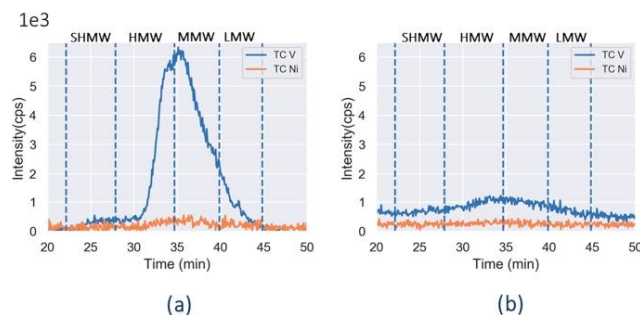 1e3
SHMW HMW MMW LMW
TC V
TC Ni
6
5
4
3
2
1
0
Intensity(cps)
20 25 30 35 40 45 50
Time (min)
(a)
SHMW HMW MMW LMW
TC V
TC Ni
6
5
4
3
2
1
0
Intensity(cps)
20 25 30 35 40 45 50
Time (min)
(b)